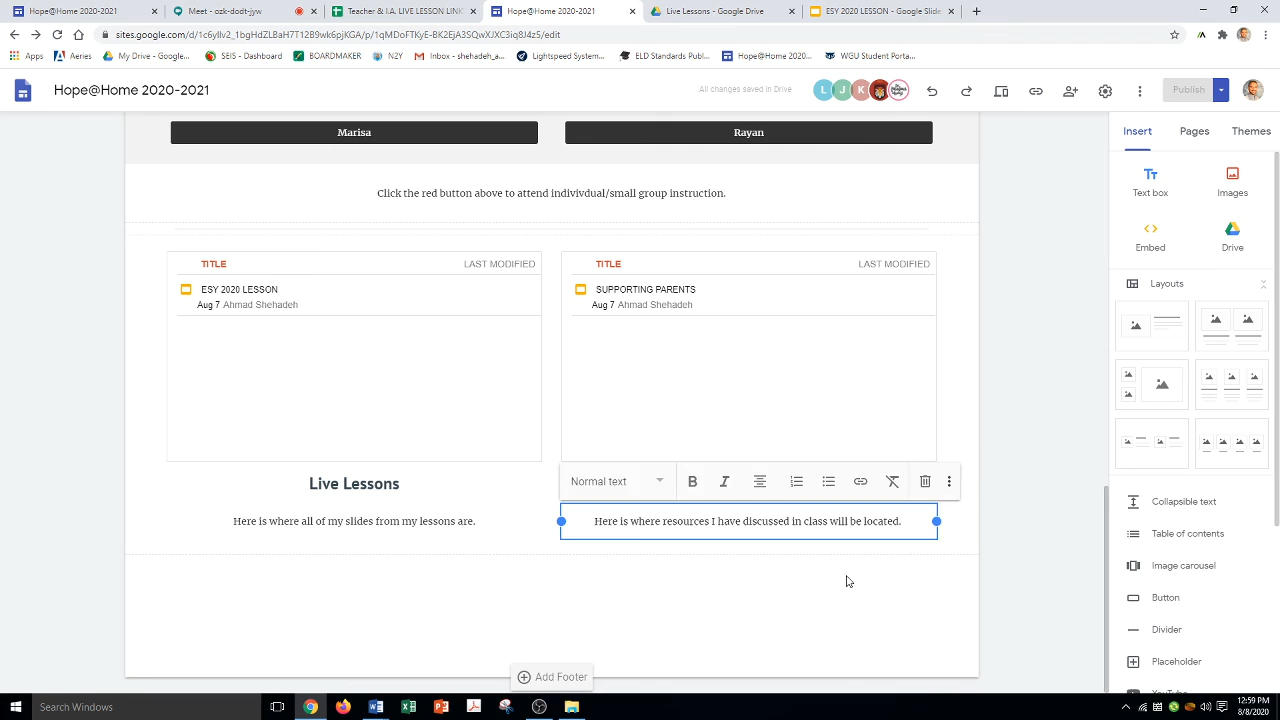 Hope@Home 2020-2021
Meet - ozk-dodt-jyw
Teacher & I.A. LIVE LESSON LINK
Hope@Home 2020-2021
Live Lessons - Google Drive
ESY 2020 LESSON - Google Slide
sites.google.com/d/1c6yIlv2_1bgHdZLBaH7T12B9wk6pjKGA/p/1qMDoFTKyE-BK2EjA3SQwXJXC3iq8J4z5/edit
Apps
Aeries
My Drive - Google...
SEIS - Dashboard
BOARDMAKER
N2Y
Inbox - shehadeh_a...
Lightspeed System...
ELD Standards Publ...
Hope@Home 2020...
WGU Student Porta...
Hope@Home 2020-2021
All changes saved in Drive
L
J
K
Publish
Marisa
Rayan
Insert
Pages
Themes
Text box
Images
Click the red button above to attend indivivdual/small group instruction.
Embed
Drive
TITLE
LAST MODIFIED
TITLE
LAST MODIFIED
Layouts
ESY 2020 LESSON
Aug 7 Ahmad Shehadeh
SUPPORTING PARENTS
Aug 7 Ahmad Shehadeh
Live Lessons
Normal text
B
I
Here is where all of my slides from my lessons are.
Here is where resources I have discussed in class will be located.
Collapsible text
Table of contents
Image carousel
Button
Divider
Placeholder
Add Footer
Search Windows
12:59 PM
8/8/2020